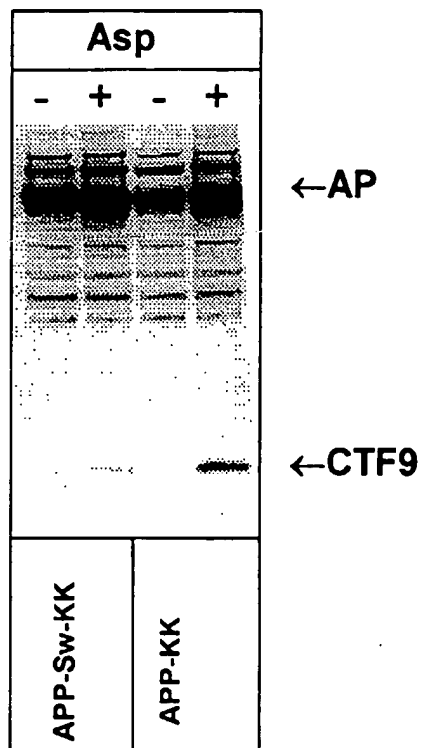 Asp
- + - +
←AP
←CTF9
APP-Sw-KK
APP-KK